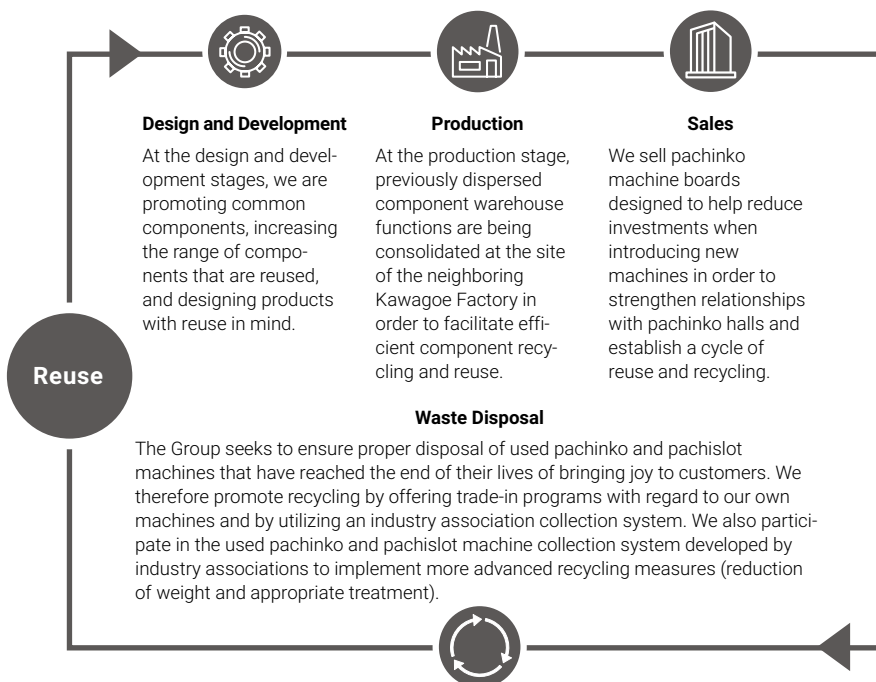 Design and Development
At the design and devel-
opment stages, we are
promoting common
components, increasing
the range of compo-
nents that are reused,
and designing products
with reuse in mind.
Production
At the production stage,
previously dispersed
component warehouse
functions are being
consolidated at the site
of the neighboring
Kawagoe Factory in
order to facilitate effi-
cient component recy-
cling and reuse.
Sales
We sell pachinko
machine boards
designed to help reduce
investments when
introducing new
machines in order to
strengthen relationships
with pachinko halls and
establish a cycle of
reuse and recycling.
Reuse
Waste Disposal
The Group seeks to ensure proper disposal of used pachinko and pachislot
machines that have reached the end of their lives of bringing joy to customers. We
therefore promote recycling by offering trade-in programs with regard to our own
machines and by utilizing an industry association collection system. We also partici-
pate in the used pachinko and pachislot machine collection system developed by
industry associations to implement more advanced recycling measures (reduction
of weight and appropriate treatment).